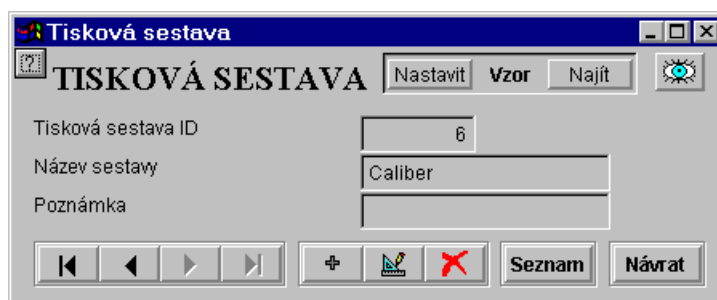 Tisková sestava
?
TISKOVÁ SESTAVA Nastavit Vzor Najít
Tisková sestava ID 6
Název sestavy Caliber
Poznámka
Seznam Návrat